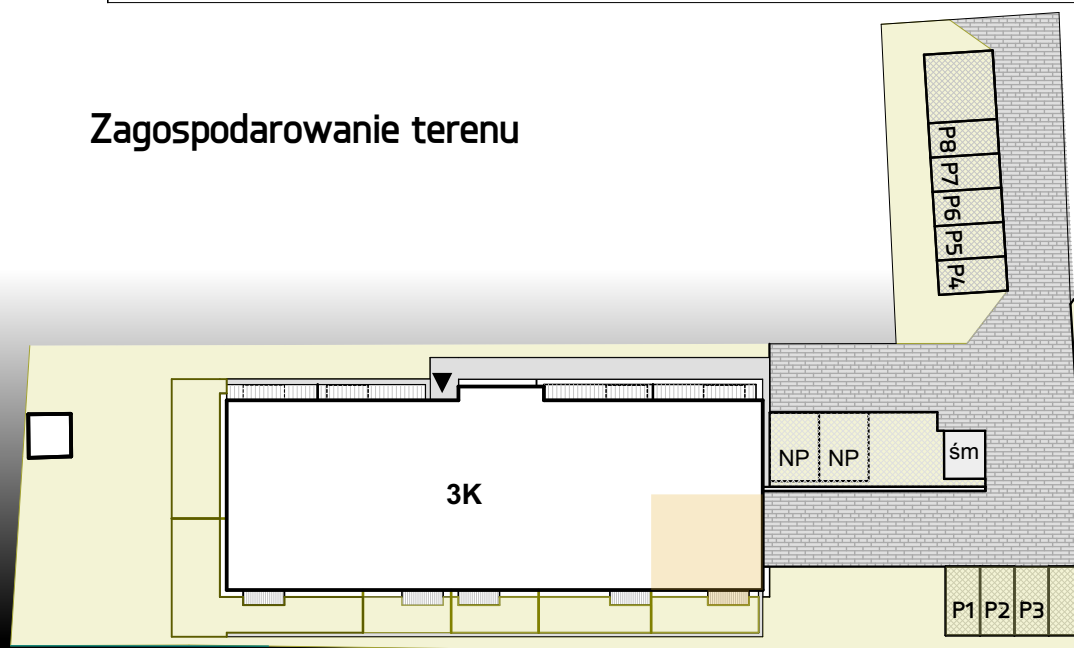 Zagospodarowanie terenu
P8
P7
P6
P5
P4
3K
NP NP
śm
P1 P2 P3